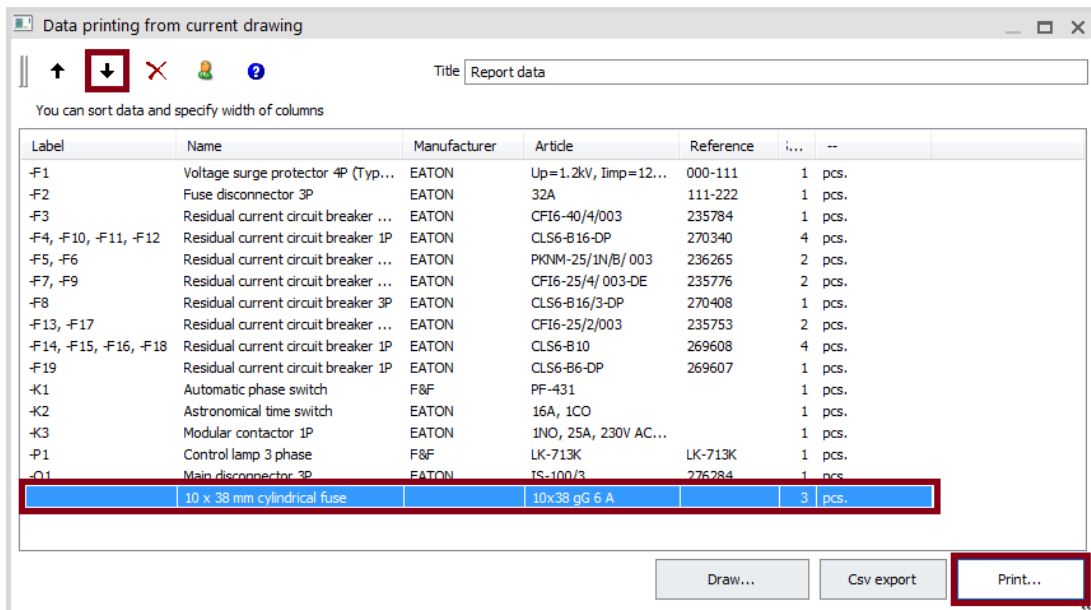 Data printing from current drawing
Title Report data
You can sort data and specify width of columns
Label Name Manufacturer Article Reference ... --
-F1 Voltage surge protector 4P (Typ... EATON Up=1.2kV, Iimp=12... 000-111 1 pcs.
-F2 Fuse disconnector 3P EATON 32A 111-222 1 pcs.
-F3 Residual current circuit breaker ... EATON CFI6-40/4/003 235784 1 pcs.
-F4, -F10, -F11, -F12 Residual current circuit breaker 1P EATON CLS6-B16-DP 270340 4 pcs.
-F5, -F6 Residual current circuit breaker ... EATON PKNM-25/1N/B/ 003 236265 2 pcs.
-F7, -F9 Residual current circuit breaker ... EATON CFI6-25/4/ 003-DE 235776 2 pcs.
-F8 Residual current circuit breaker 3P EATON CLS6-B16/3-DP 270408 1 pcs.
-F13, -F17 Residual current circuit breaker ... EATON CFI6-25/2/003 235753 2 pcs.
-F14, -F15, -F16, -F18 Residual current circuit breaker 1P EATON CLS6-B10 269608 4 pcs.
-F19 Residual current circuit breaker 1P EATON CLS6-B6-DP 269607 1 pcs.
-K1 Automatic phase switch F&F PF-431 1 pcs.
-K2 Astronomical time switch EATON 16A, 1CO 1 pcs.
-K3 Modular contactor 1P EATON 1NO, 25A, 230V AC... 1 pcs.
-P1 Control lamp 3 phase F&F LK-713K LK-713K 1 pcs.
-Q1 Main disconnector 3P EATON IS-100/3 276284 1 pcs.
10 x 38 mm cylindrical fuse 10x38 gG 6 A 3 pcs.
Draw... Csv export Print...